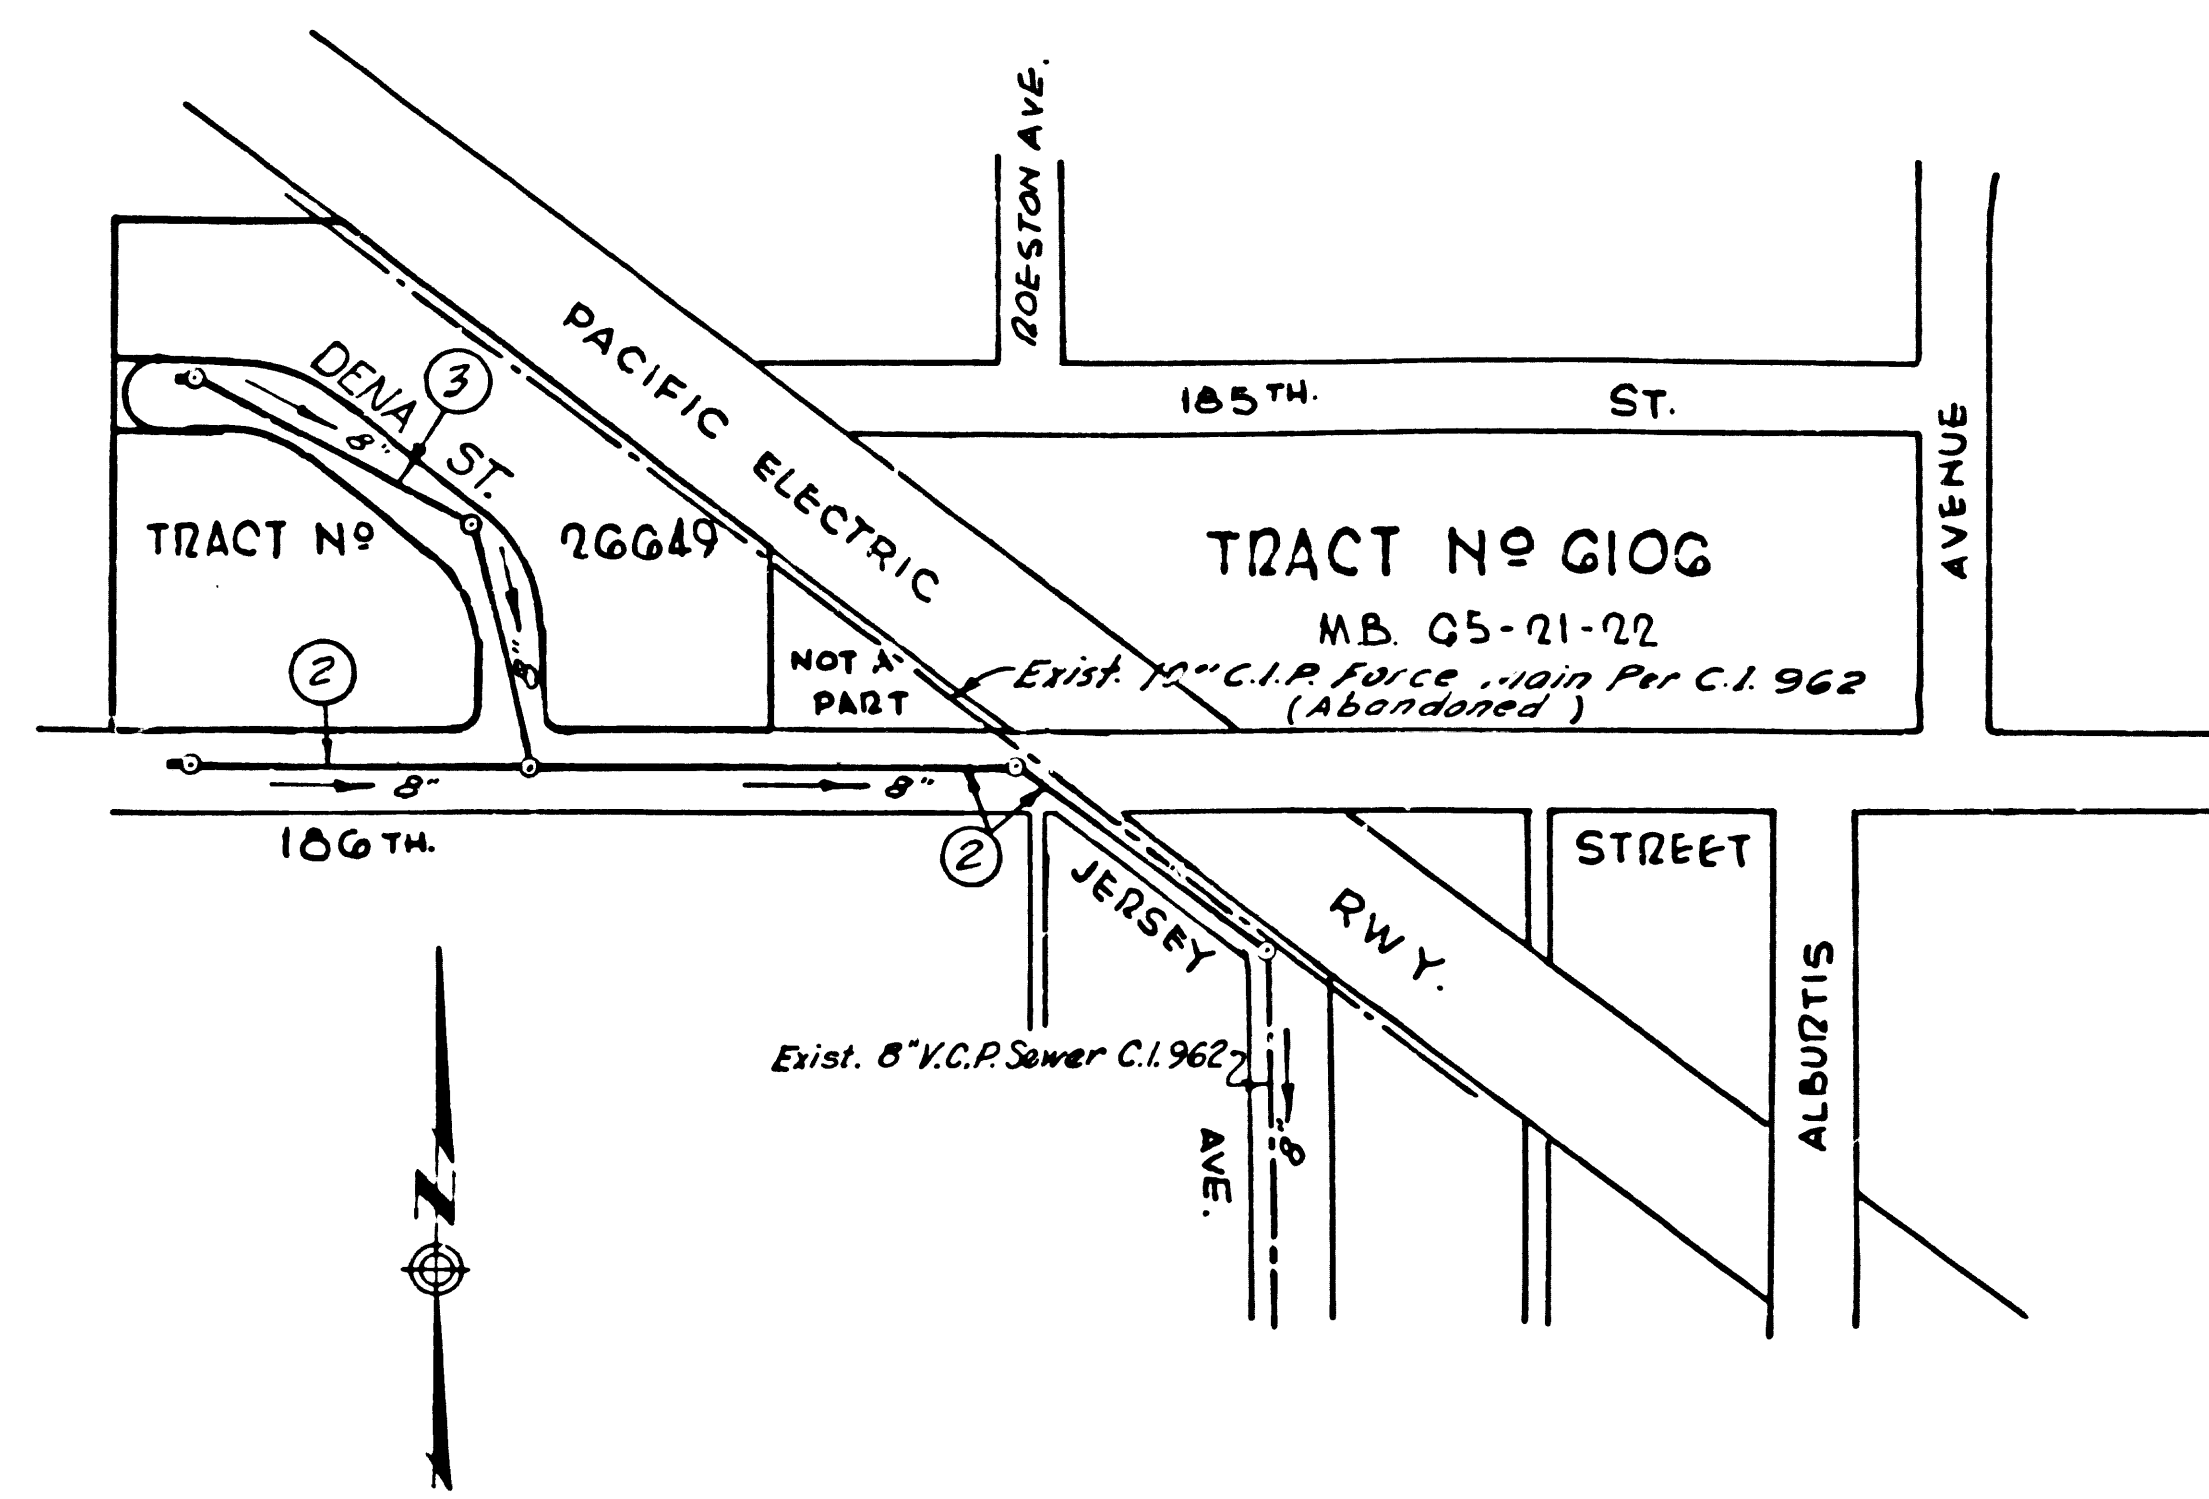 ROESTON AVE.
PACIFIC ELECTRIC
DENA ST.
3
8"
185TH. ST.
AVENUE
TRACT Nº 26649
TRACT Nº 6106
M.B. 65-21-22
8"
2
NOT A
PART
Exist. 10" C.I.P. Force Main Per C.I. 962
(Abandoned)
8"
8"
2
186TH. STREET
JERSEY
RWY.
ALBURTIS
N
Exist. 8" V.C.P. Sewer C.I. 962
8"
AVE.